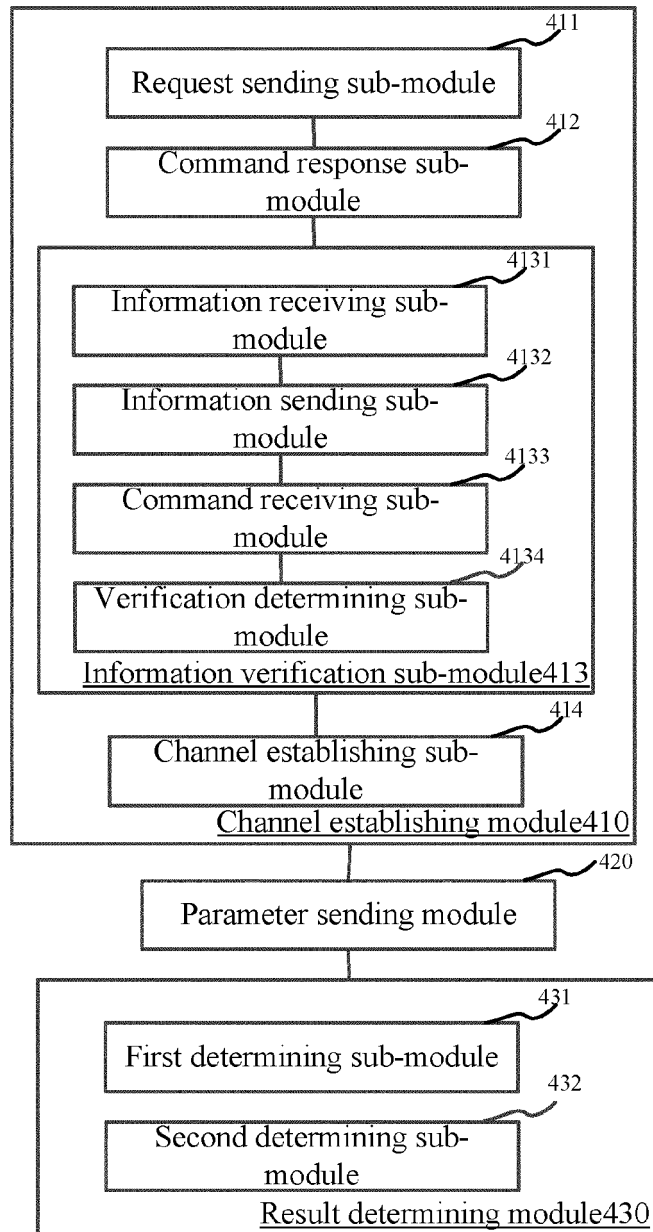 411
Request sending sub-module
412
Command response sub-
module
4131
Information receiving sub-
module
4132
Information sending sub-
module
4133
Command receiving sub-
module
4134
Verification determining sub-
module
Information verification sub-module413
414
Channel establishing sub-
module
Channel establishing module410
420
Parameter sending module
431
First determining sub-module
432
Second determining sub-
module
Result determining module430